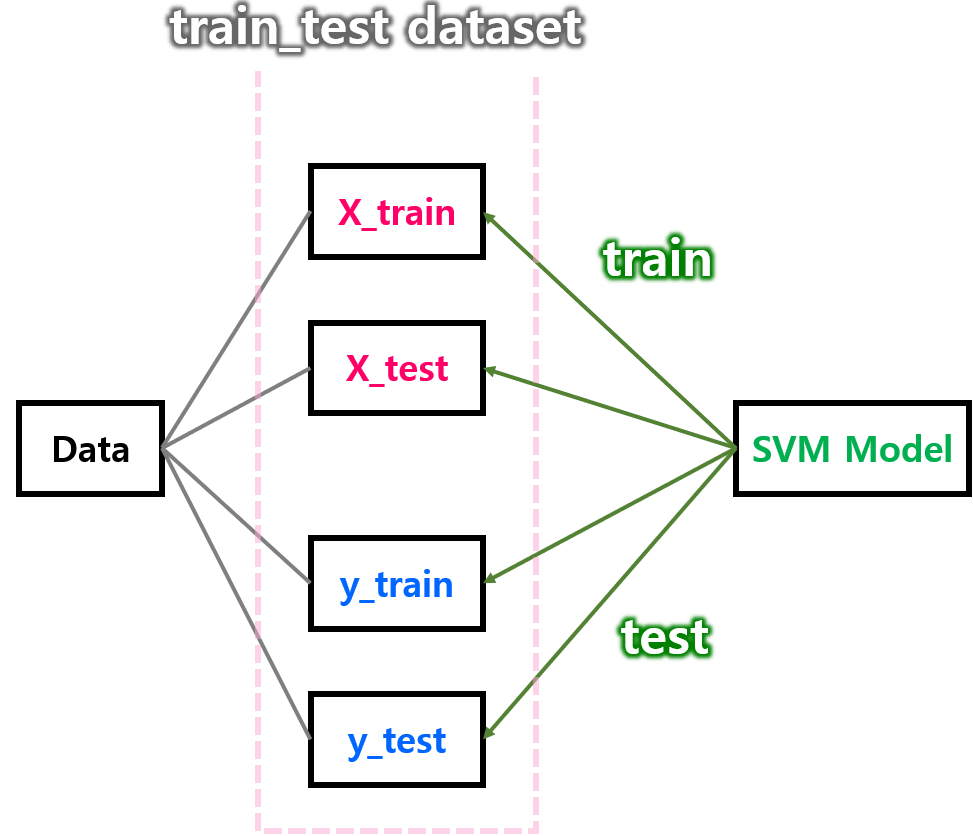 train_test dataset
X_train
train
X_test
Data
SVM Model
y_train
test
y_test